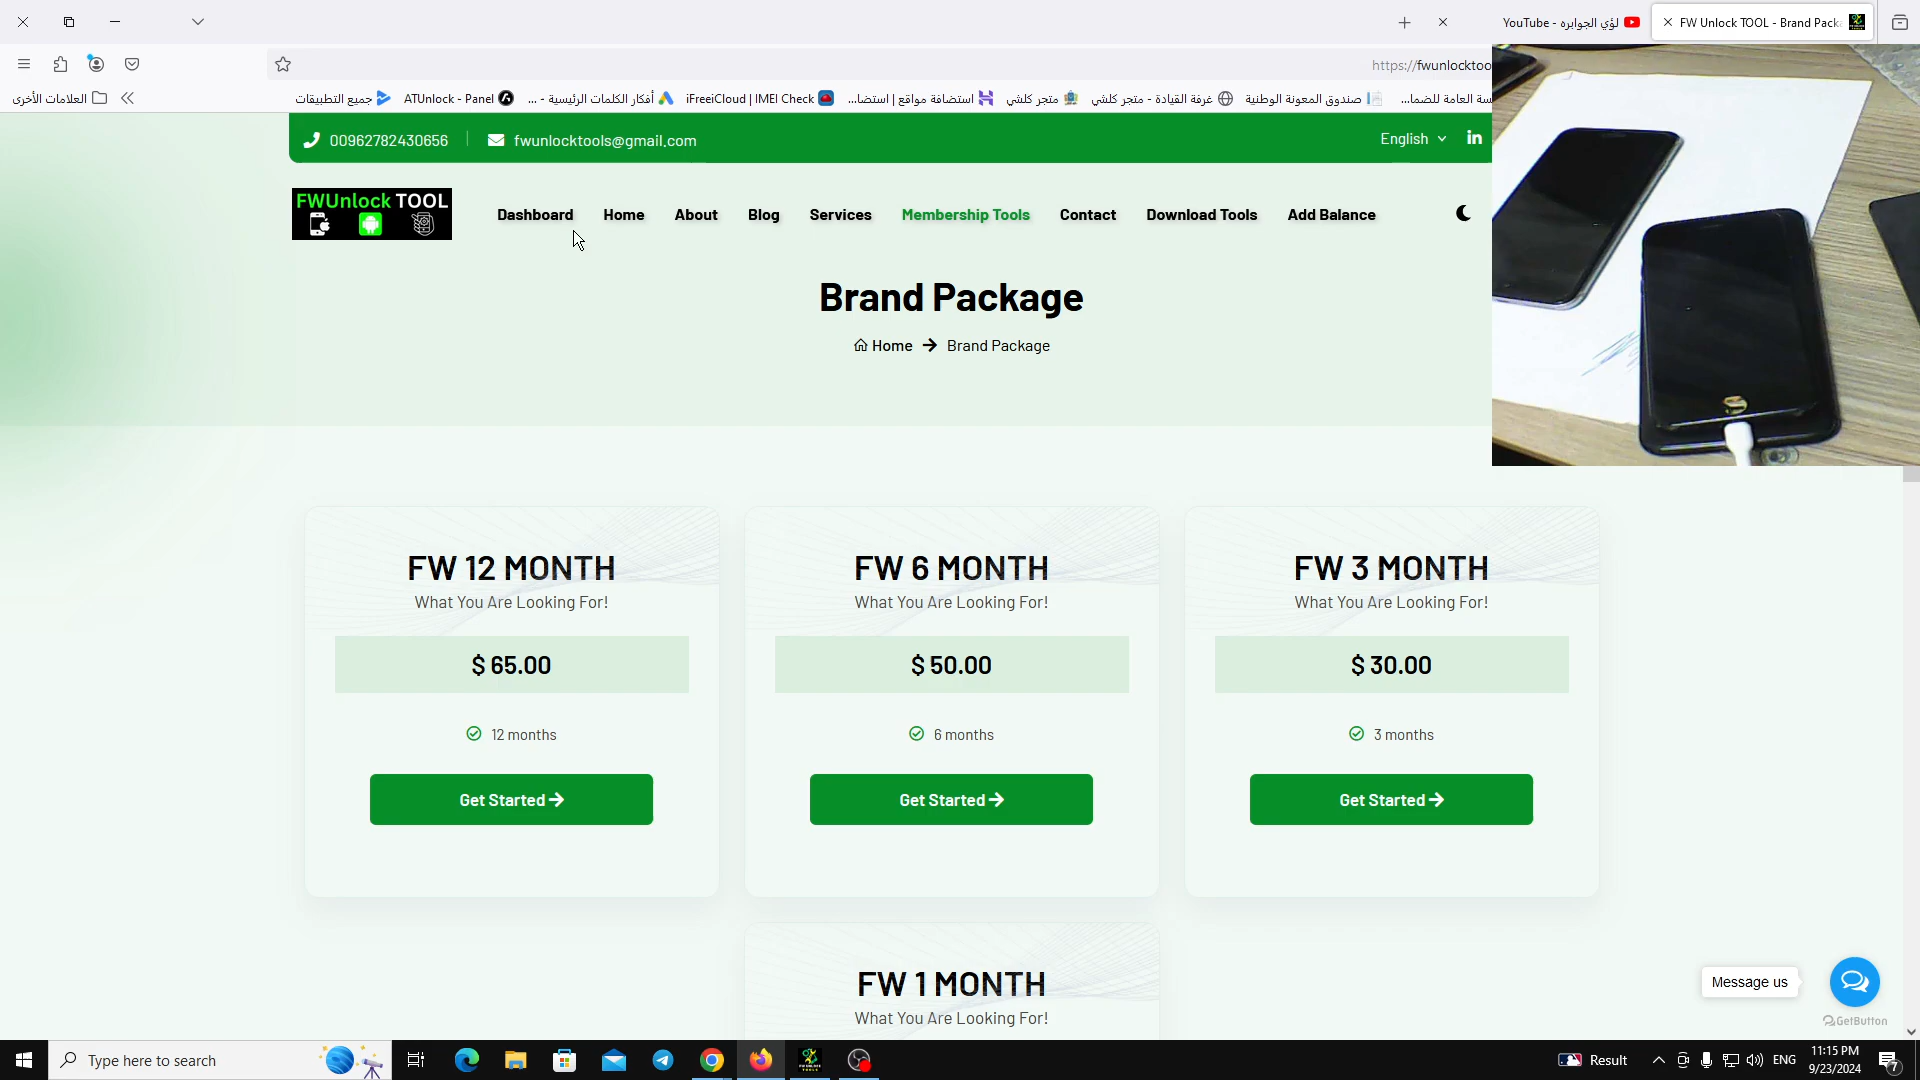 YouTube - لؤي الجوابره
FW Unlock TOOL - Brand Pack
https://fwunlocktoo
العلامات الأخرى
جميع التطبيقات
ATUnlock - Panel
أفكار الكلمات الرئيسية - ...
iFreeiCloud | IMEI Check
استضافة مواقع | استضا...
متجر كلشي
غرفة القيادة - متجر كلشي
صندوق المعونة الوطنية
سة العامة للضما...
00962782430656
fwunlocktools@gmail.com
English
in
FWUnlock TOOL
Dashboard
Home
About
Blog
Services
Membership Tools
Contact
Download Tools
Add Balance
Brand Package
Home
Brand Package
FW 12 MONTH
What You Are Looking For!
$ 65.00
12 months
Get Started
FW 6 MONTH
What You Are Looking For!
$ 50.00
6 months
Get Started
FW 3 MONTH
What You Are Looking For!
$ 30.00
3 months
Get Started
FW 1 MONTH
What You Are Looking For!
Message us
GetButton
Type here to search
Result
ENG
11:15 PM
9/23/2024
7